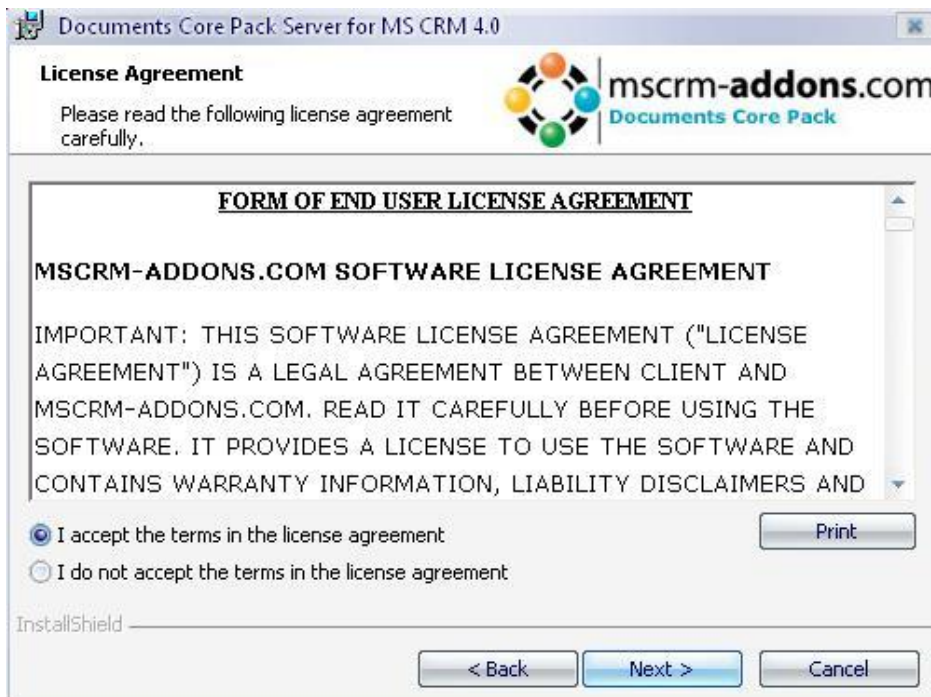 Documents Core Pack Server for MS CRM 4.0
License Agreement
Please read the following license agreement
carefully.
mscrm-addons.com
Documents Core Pack
FORM OF END USER LICENSE AGREEMENT
MSCRM-ADDONS.COM SOFTWARE LICENSE AGREEMENT
IMPORTANT: THIS SOFTWARE LICENSE AGREEMENT ("LICENSE
AGREEMENT") IS A LEGAL AGREEMENT BETWEEN CLIENT AND
MSCRM-ADDONS.COM. READ IT CAREFULLY BEFORE USING THE
SOFTWARE. IT PROVIDES A LICENSE TO USE THE SOFTWARE AND
CONTAINS WARRANTY INFORMATION, LIABILITY DISCLAIMERS AND
I accept the terms in the license agreement
Print
I do not accept the terms in the license agreement
InstallShield
< Back
Next >
Cancel